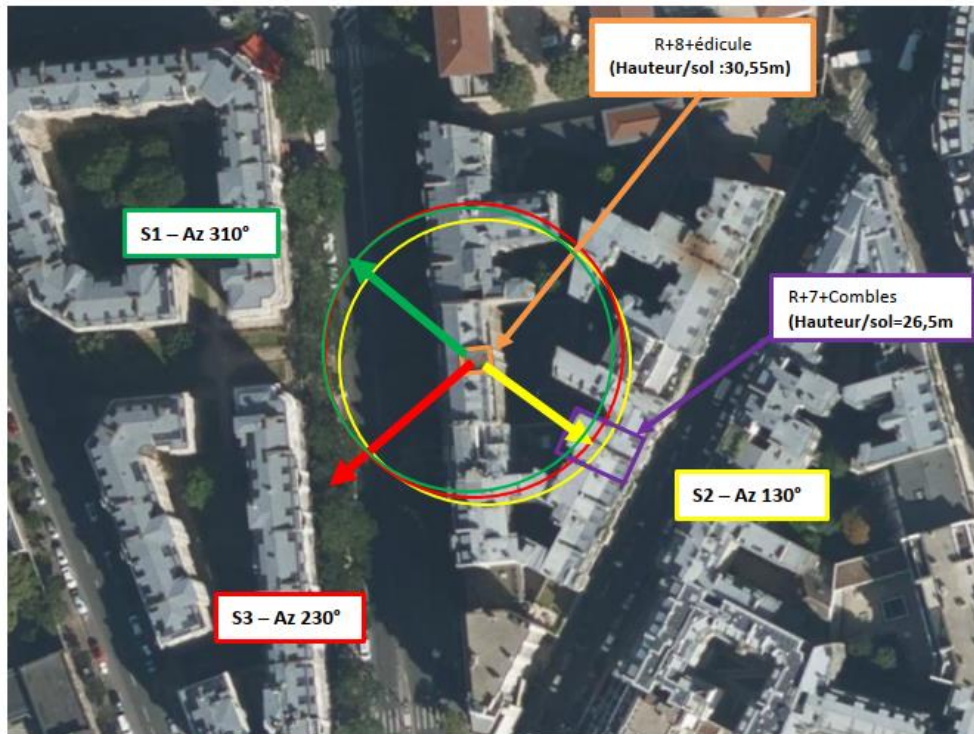 R+8+édicule
(Hauteur/sol :30,55m)
S1 – Az 310°
R+7+Combles
(Hauteur/sol=26,5m
S2 – Az 130°
S3 – Az 230°